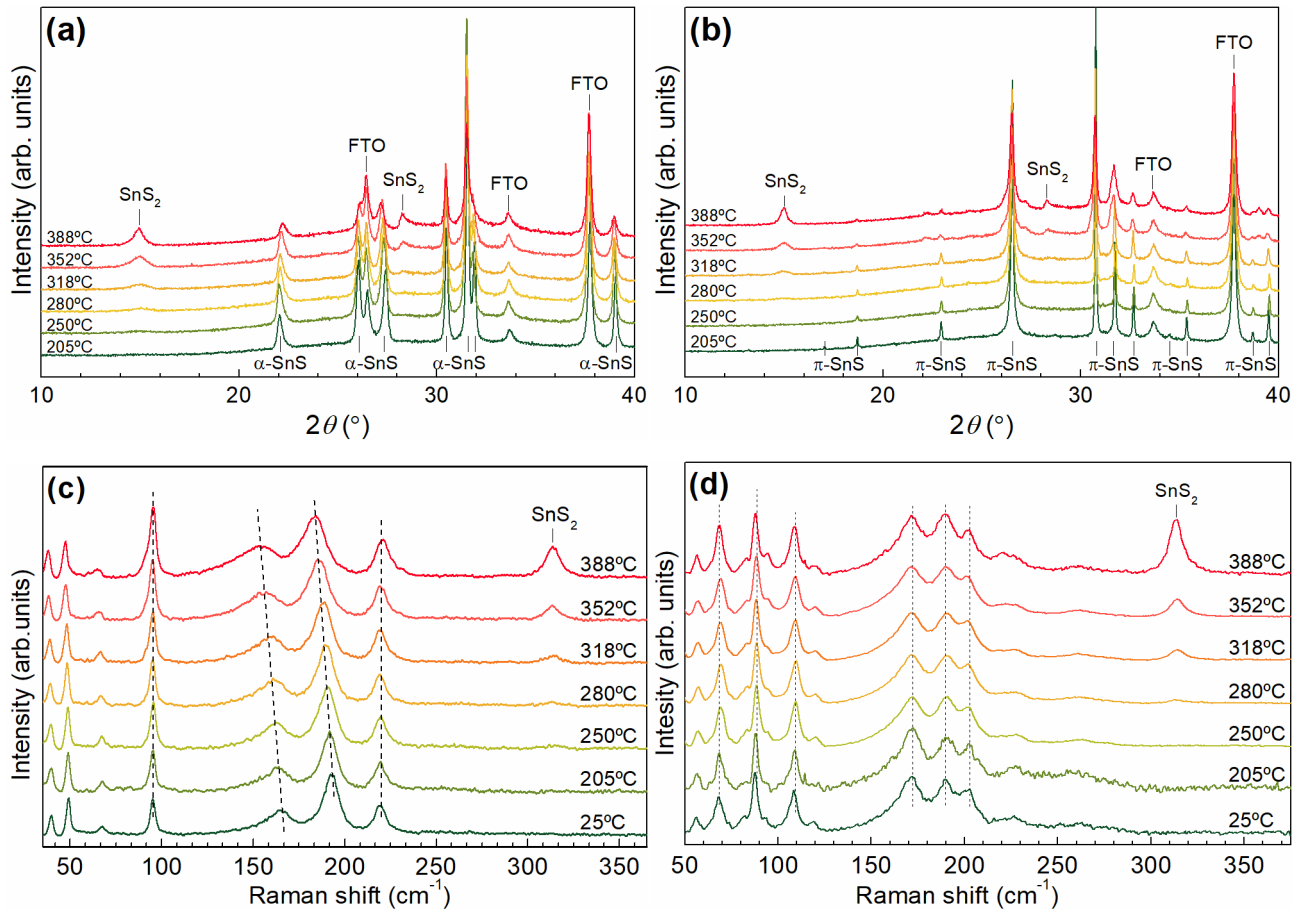 (a)
Intensity (arb. units)
FTO
FTO
SnS2
SnS2
FTO
388ºC
352ºC
318ºC
280ºC
250ºC
205ºC
α-SnS
α-SnS
α-SnS
α-SnS
10
20
30
40
2θ (°)
(b)
Intensity (arb. units)
FTO
SnS2
FTO
SnS2
388ºC
352ºC
318ºC
280ºC
250ºC
205ºC
π-SnS
π-SnS
π-SnS
π-SnS
π-SnS
π-SnS
10
20
30
40
2θ (°)
(c)
Intensity (arb.units)
SnS2
388ºC
352ºC
318ºC
280ºC
250ºC
205ºC
25ºC
50
100
150
200
250
300
350
Raman shift (cm-1)
(d)
Intesity (arb. units)
SnS2
388ºC
352ºC
318ºC
280ºC
250ºC
205ºC
25ºC
50
100
150
200
250
300
350
Raman shift (cm-1)